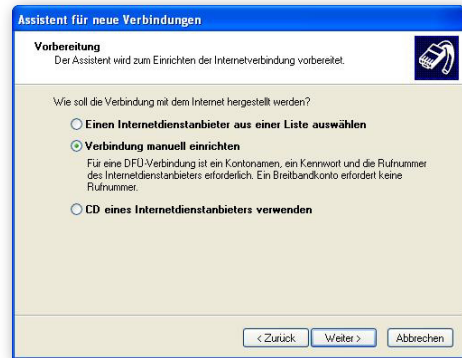 Assistent für neue Verbindungen
Vorbereitung
Der Assistent wird zum Einrichten der Internetverbindung vorbereitet.
Wie soll die Verbindung mit dem Internet hergestellt werden?
Einen Internetdienstanbieter aus einer Liste auswählen
Verbindung manuell einrichten
Für eine DFÜ-Verbindung ist ein Kontonamen, ein Kennwort und die Rufnummer
des Internetdienstanbieters erforderlich. Ein Breitbandkonto erfordert keine
Rufnummer.
CD eines Internetdienstanbieters verwenden
< Zurück Weiter > Abbrechen